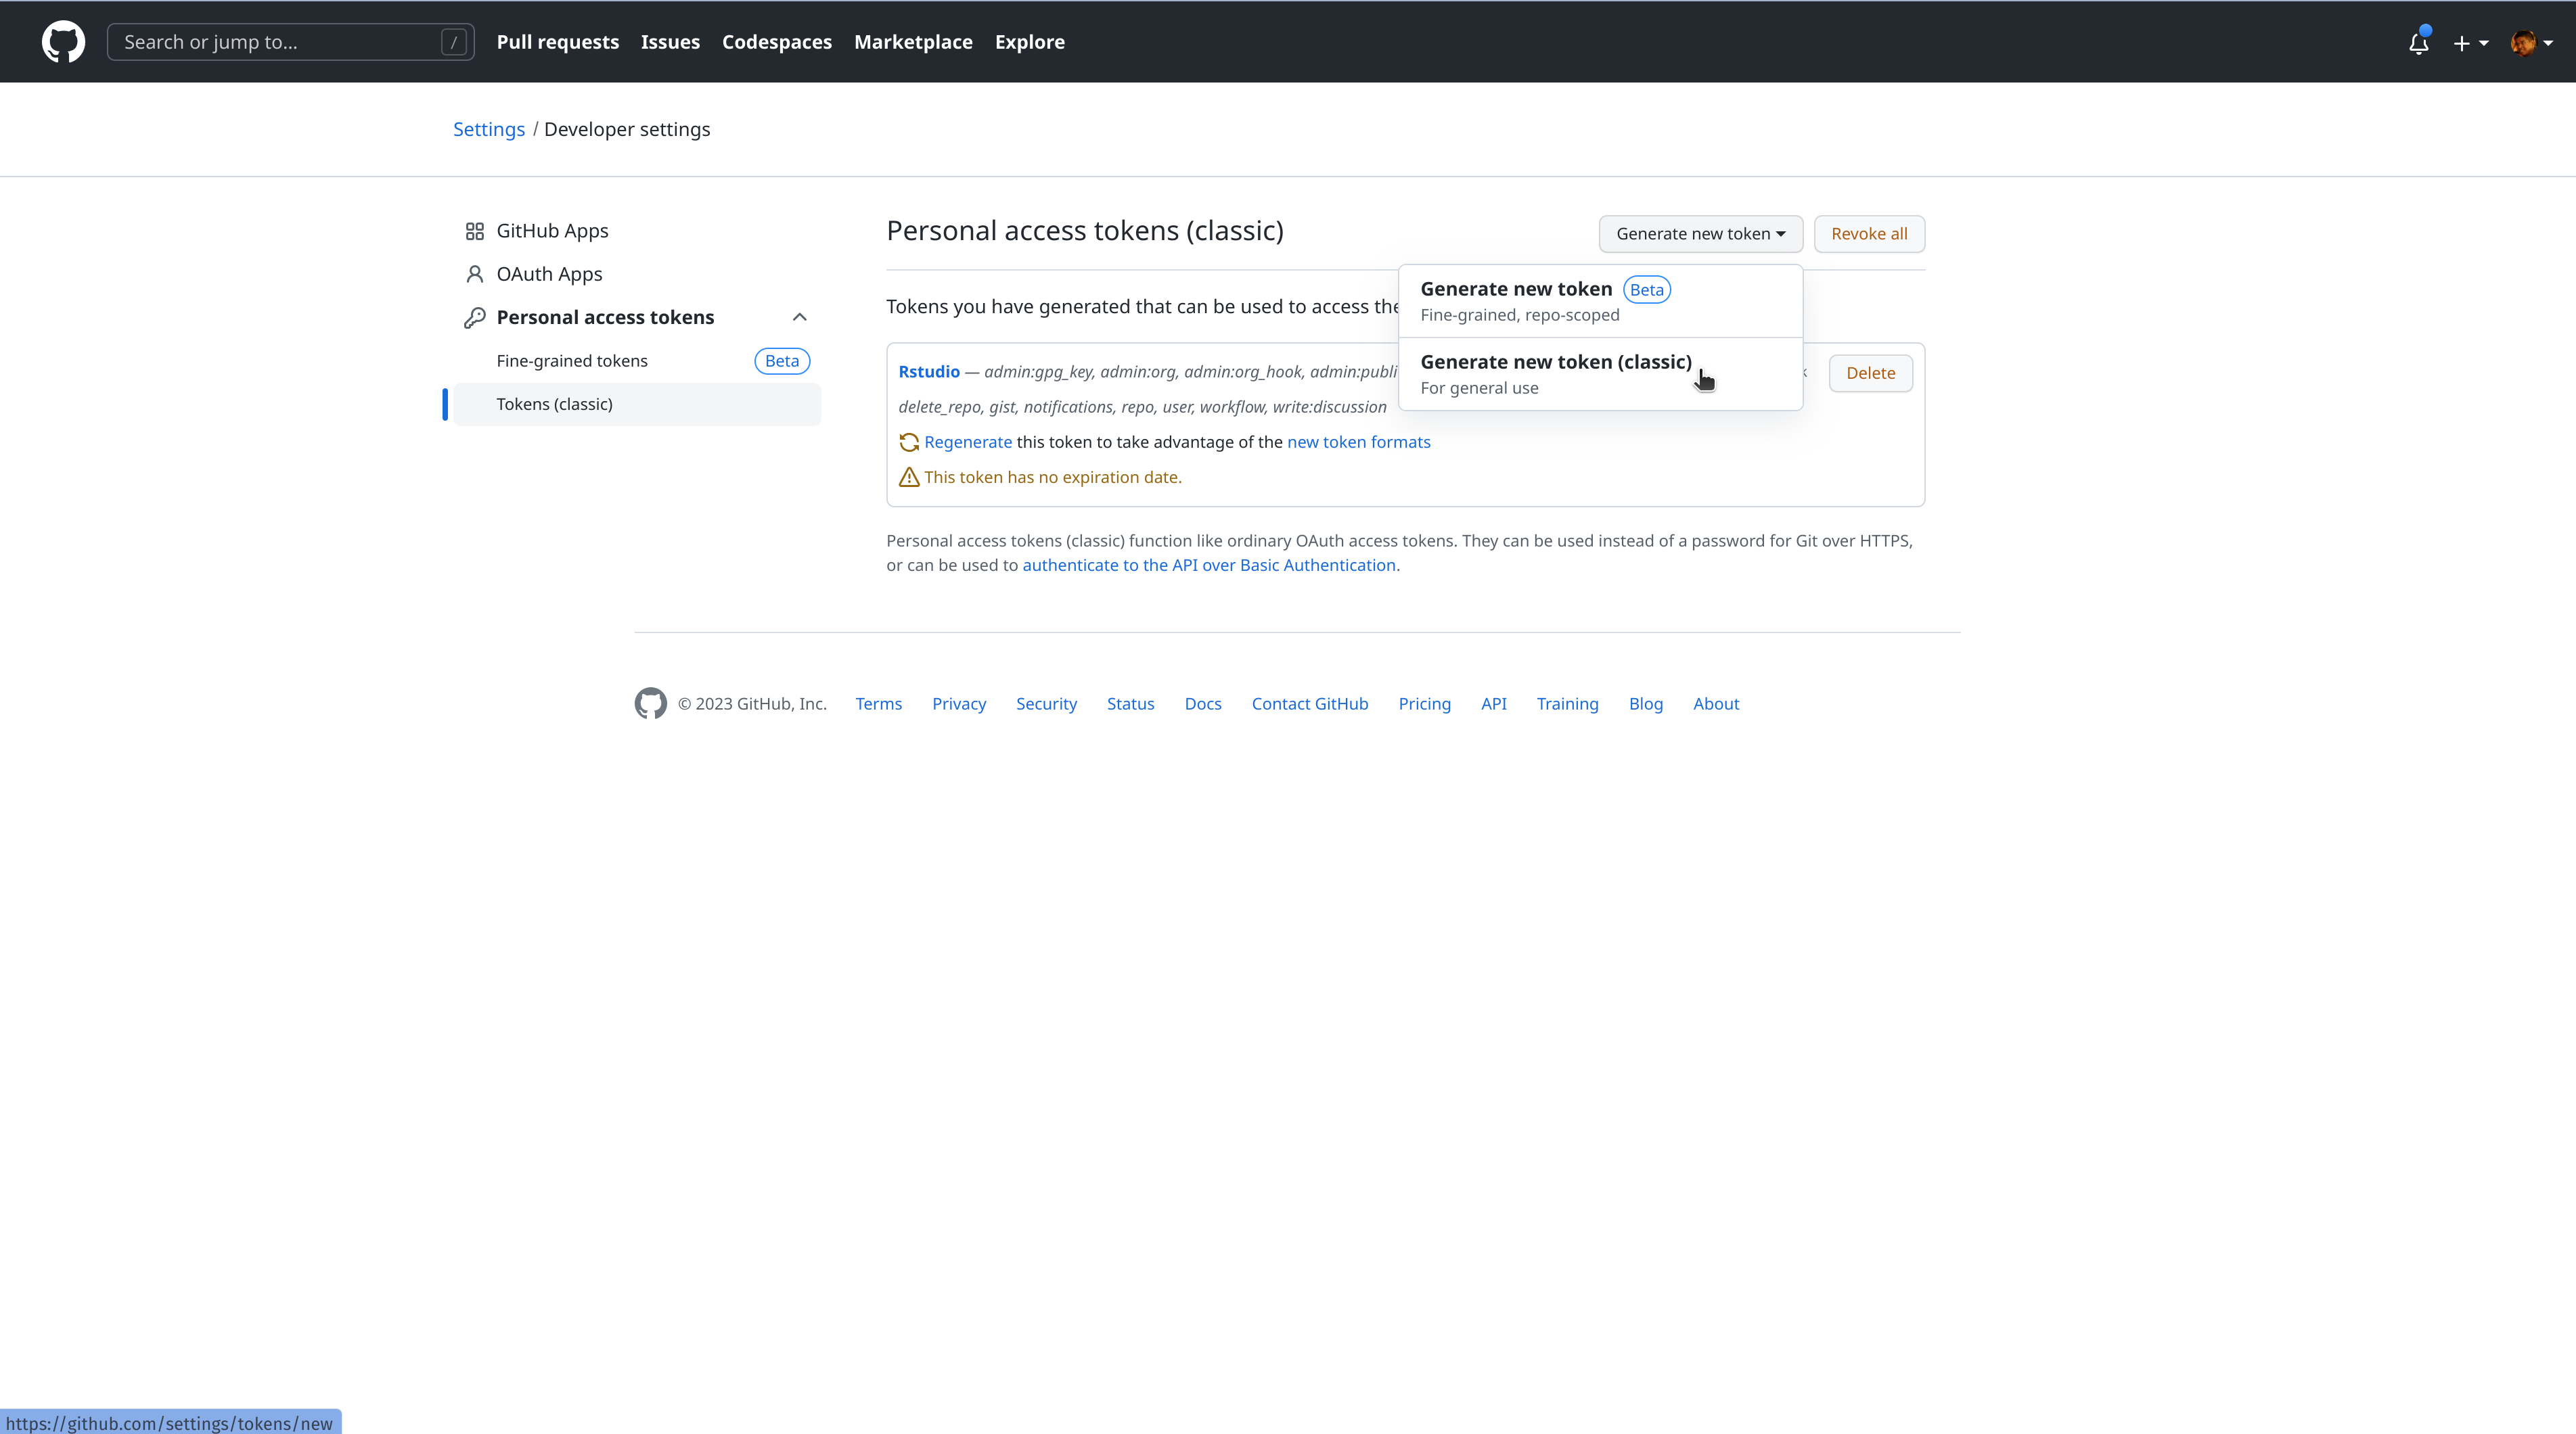 Search or jump to...
/
Pull requests
Issues
Codespaces
Marketplace
Explore
Settings / Developer settings
GitHub Apps
OAuth Apps
Personal access tokens
Fine-grained tokens
Beta
Tokens (classic)
Personal access tokens (classic)
Generate new token
Revoke all
Generate new token Beta
Fine-grained, repo-scoped
Generate new token (classic)
For general use
Tokens you have generated that can be used to access the
Rstudio — admin:gpg_key, admin:org, admin:org_hook, admin:publi
Delete
delete_repo, gist, notifications, repo, user, workflow, write:discussion
Regenerate this token to take advantage of the new token formats
This token has no expiration date.
Personal access tokens (classic) function like ordinary OAuth access tokens. They can be used instead of a password for Git over HTTPS,
or can be used to authenticate to the API over Basic Authentication.
© 2023 GitHub, Inc.
Terms
Privacy
Security
Status
Docs
Contact GitHub
Pricing
API
Training
Blog
About
https://github.com/settings/tokens/new